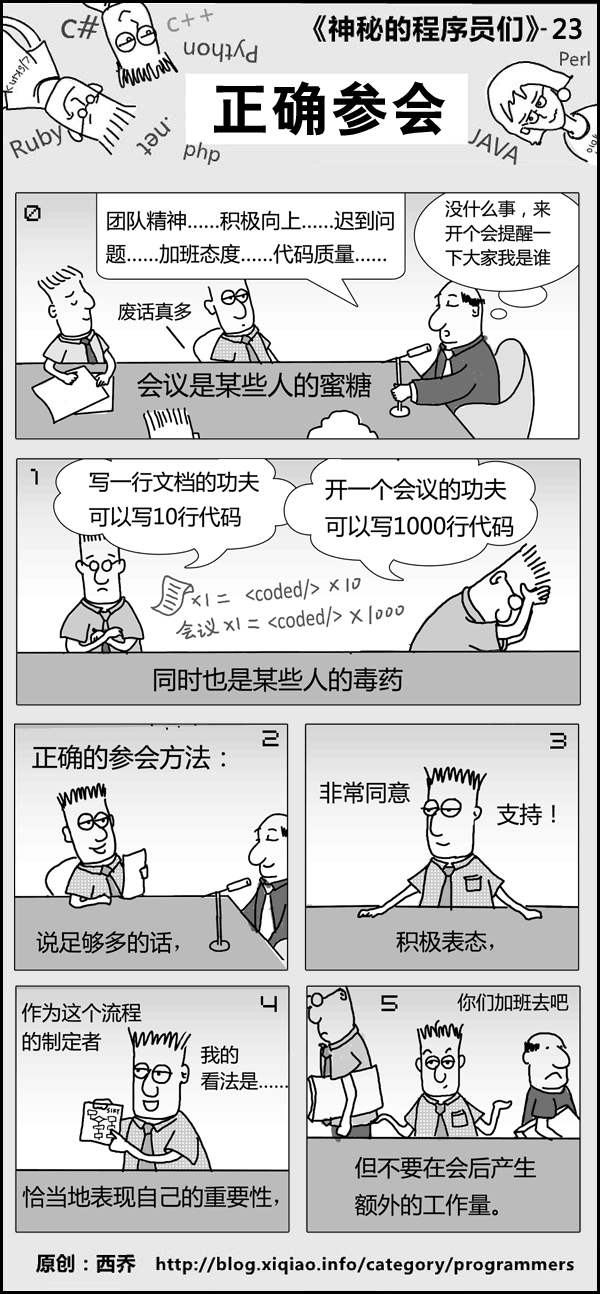 C#
C++
Python
《神秘的程序员们》- 23
Perl
Ruby
.net
php
正确参会
JAVA
0
团队精神……积极向上……迟到问
题……加班态度……代码质量……
没什么事，来
开个会提醒一
下大家我是谁
废话真多
会议是某些人的蜜糖
1
写一行文档的功夫
可以写10行代码
开一个会议的功夫
可以写1000行代码
×1 = <coded/> ×10
会议 ×1 = <coded/> ×1000
同时也是某些人的毒药
2
正确的参会方法：
说足够多的话，
3
非常同意
支持！
积极表态，
4
作为这个流程
的制定者
我的
看法是……
恰当地表现自己的重要性，
5
你们加班去吧
但不要在会后产生
额外的工作量。
原创：西乔 http://blog.xiqiao.info/category/programmers